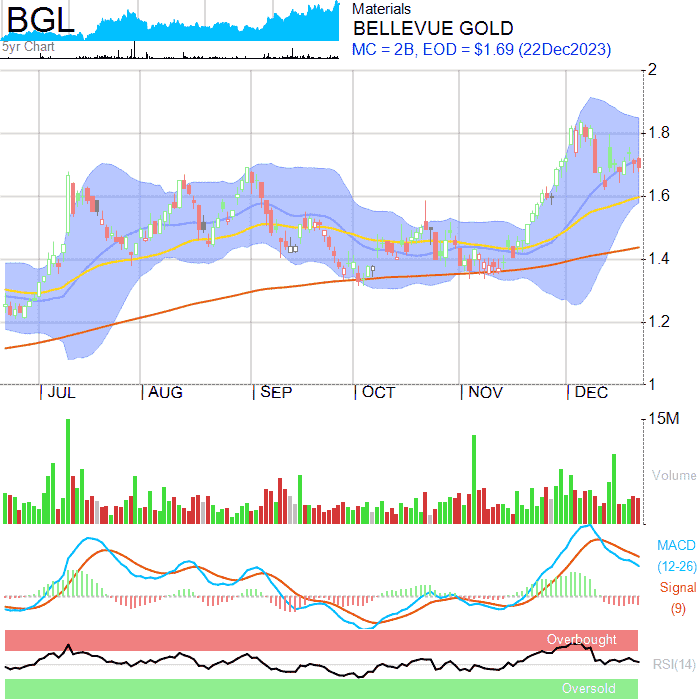 BGL
5yr Chart
Materials
BELLEVUE GOLD
MC = 2B, EOD = $1.69 (22Dec2023)
2
1.8
1.6
1.4
1.2
1
JUL AUG SEP OCT NOV DEC
15M
Volume
MACD
(12-26)
Signal
(9)
Overbought
RSI(14)
Oversold